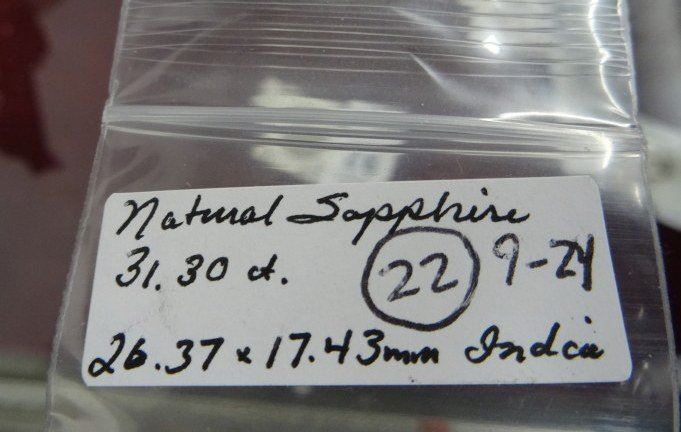 Natural Sapphire
31.30 ct. 22 9-24
26.37 x 17.43mm India